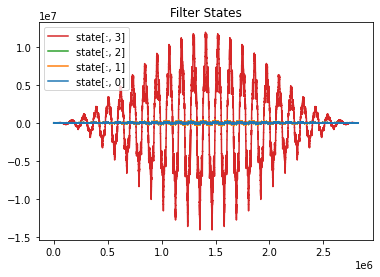 Filter States
1e7
state[:, 3]
state[:, 2]
state[:, 1]
state[:, 0]
1.0
0.5
0.0
−0.5
−1.0
−1.5
0.0 0.5 1.0 1.5 2.0 2.5
1e6